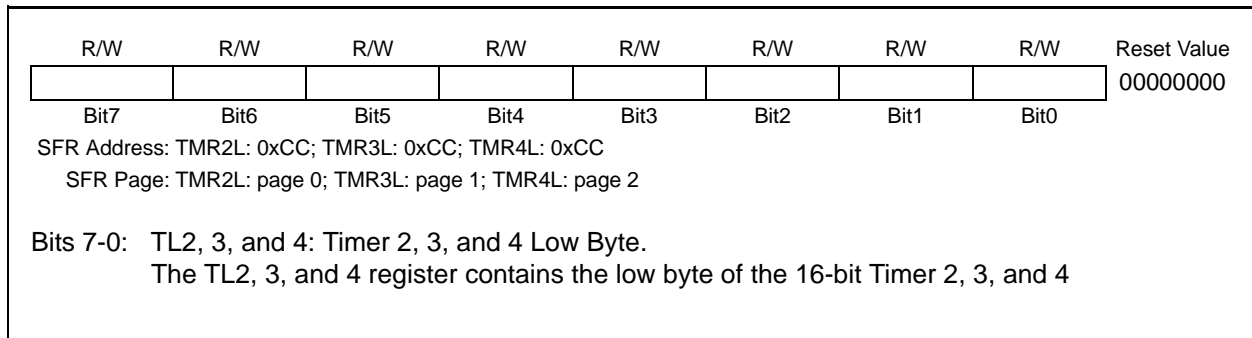 R/W R/W R/W R/W R/W R/W R/W R/W Reset Value
00000000
Bit7 Bit6 Bit5 Bit4 Bit3 Bit2 Bit1 Bit0
SFR Address: TMR2L: 0xCC; TMR3L: 0xCC; TMR4L: 0xCC
SFR Page: TMR2L: page 0; TMR3L: page 1; TMR4L: page 2
Bits 7-0: TL2, 3, and 4: Timer 2, 3, and 4 Low Byte.
The TL2, 3, and 4 register contains the low byte of the 16-bit Timer 2, 3, and 4